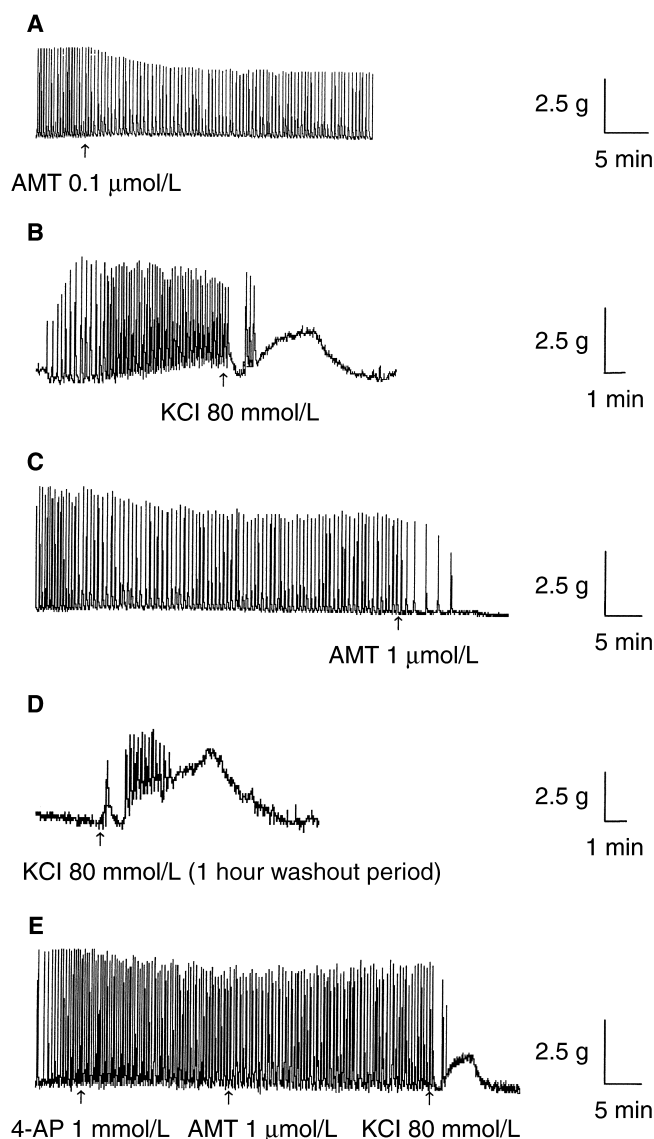 A
2.5 g
5 min
AMT 0.1 μmol/L
B
2.5 g
1 min
KCl 80 mmol/L
C
2.5 g
5 min
AMT 1 μmol/L
D
2.5 g
1 min
KCl 80 mmol/L (1 hour washout period)
E
2.5 g
5 min
4-AP 1 mmol/L AMT 1 μmol/L KCl 80 mmol/L